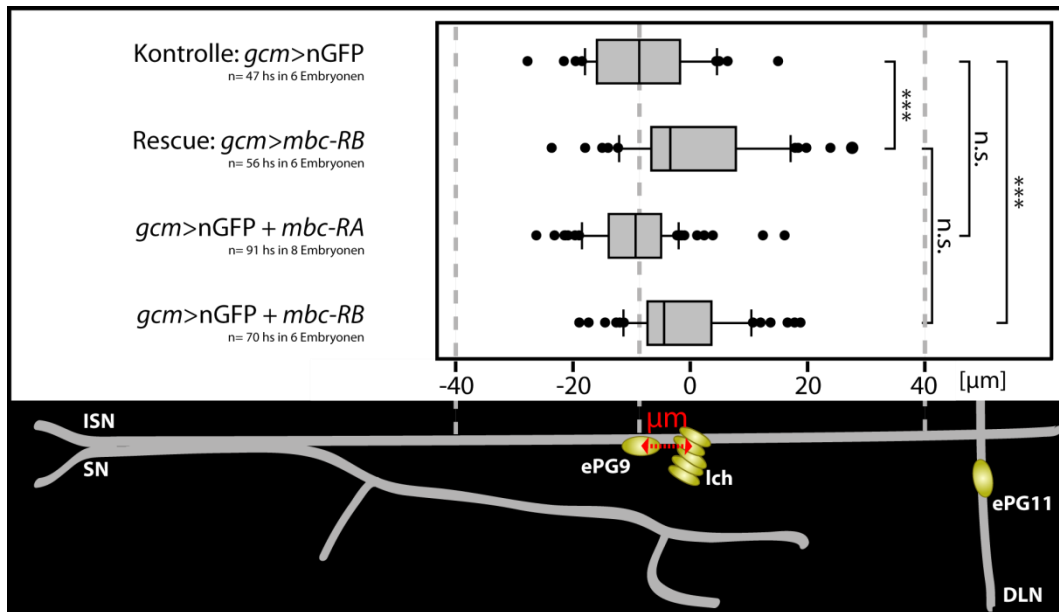 Kontrolle: gcm>nGFP
n= 47 hs in 6 Embryonen
Rescue: gcm>mbc-RB
n= 56 hs in 6 Embryonen
gcm>nGFP + mbc-RA
n= 91 hs in 8 Embryonen
gcm>nGFP + mbc-RB
n= 70 hs in 6 Embryonen
***
n.s.
***
n.s.
-40 -20 0 20 40 [µm]
ISN
SN
µm
ePG9
lch
ePG11
DLN